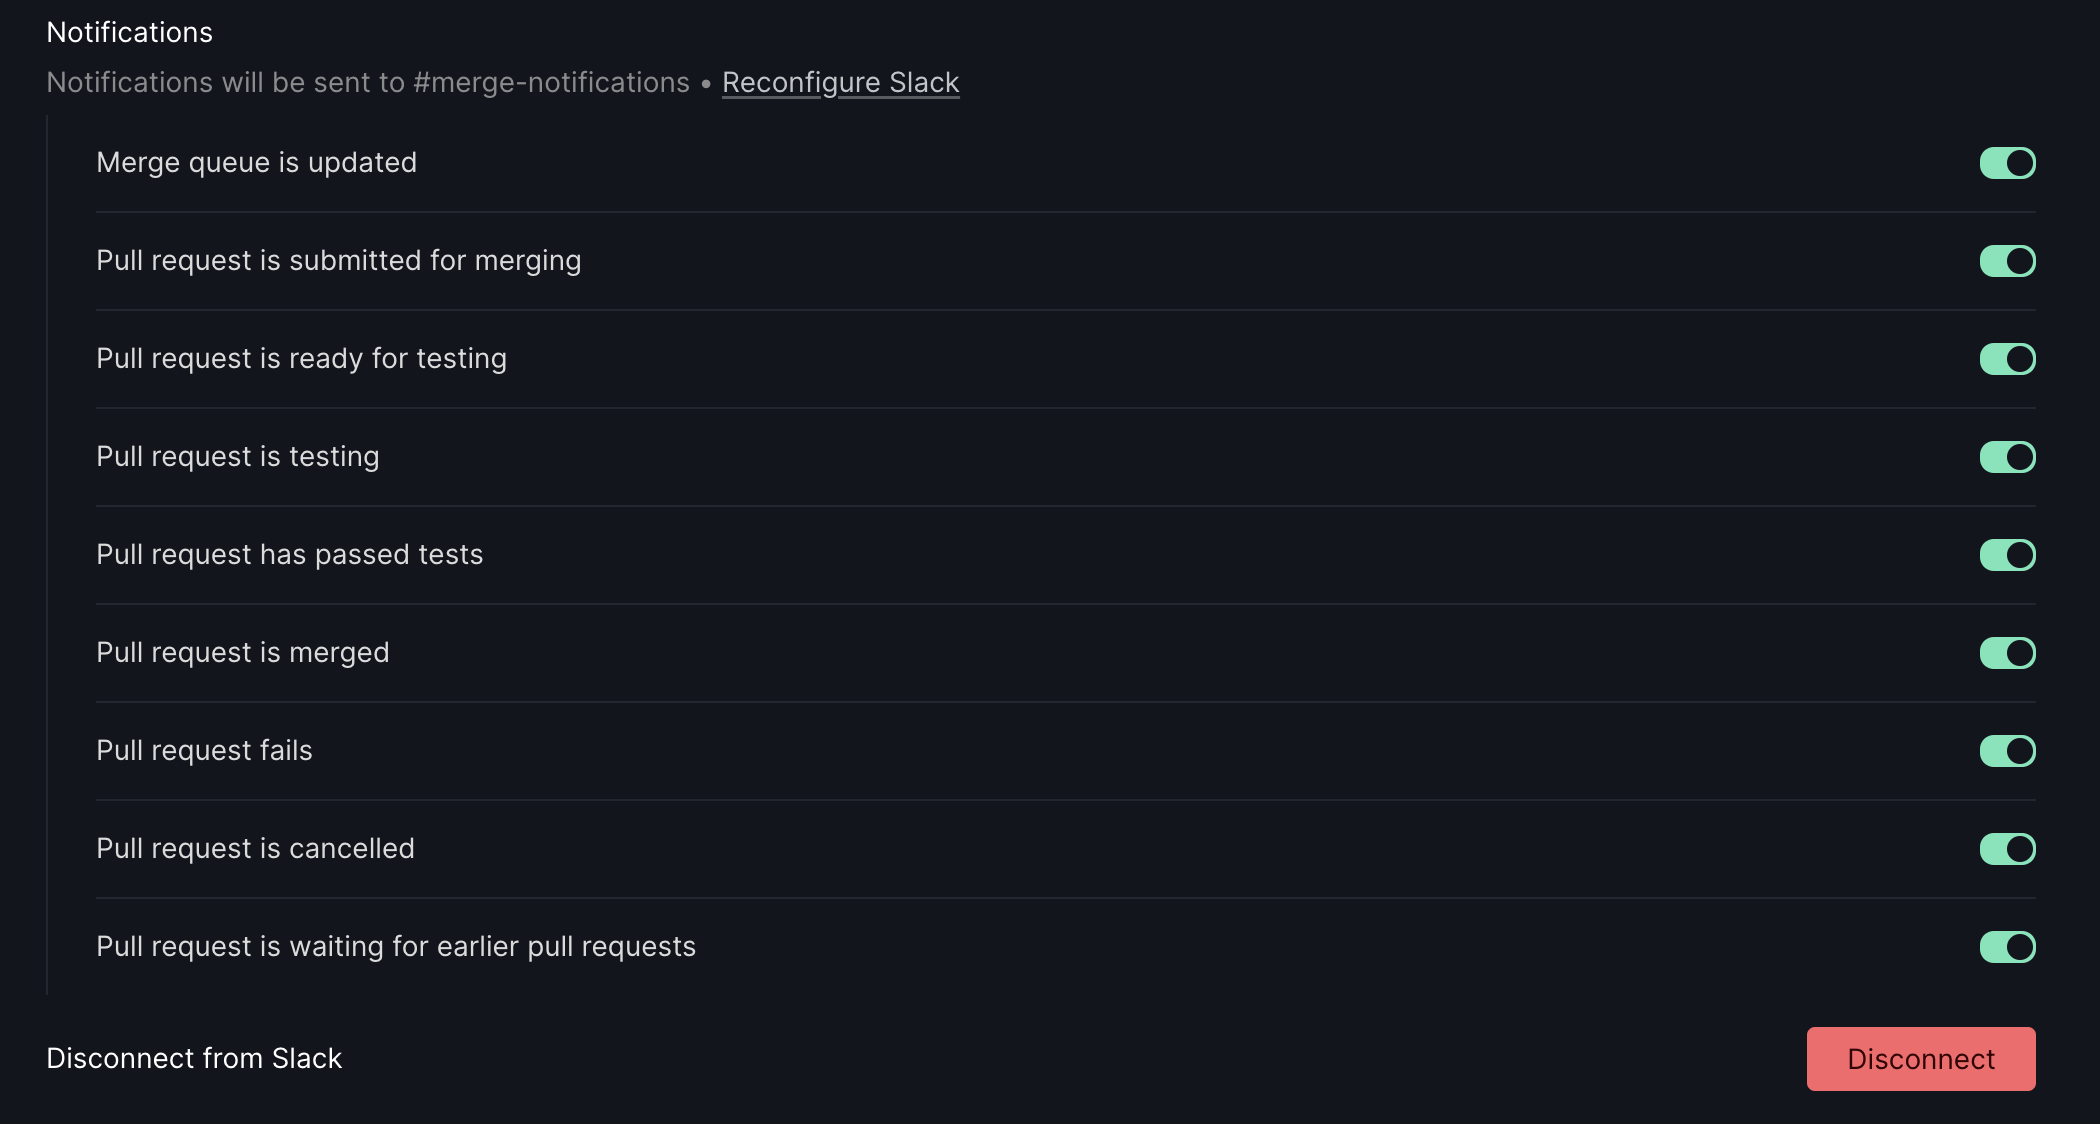 Notifications
Notifications will be sent to #merge-notifications • Reconfigure Slack
Merge queue is updated
Pull request is submitted for merging
Pull request is ready for testing
Pull request is testing
Pull request has passed tests
Pull request is merged
Pull request fails
Pull request is cancelled
Pull request is waiting for earlier pull requests
Disconnect from Slack
Disconnect